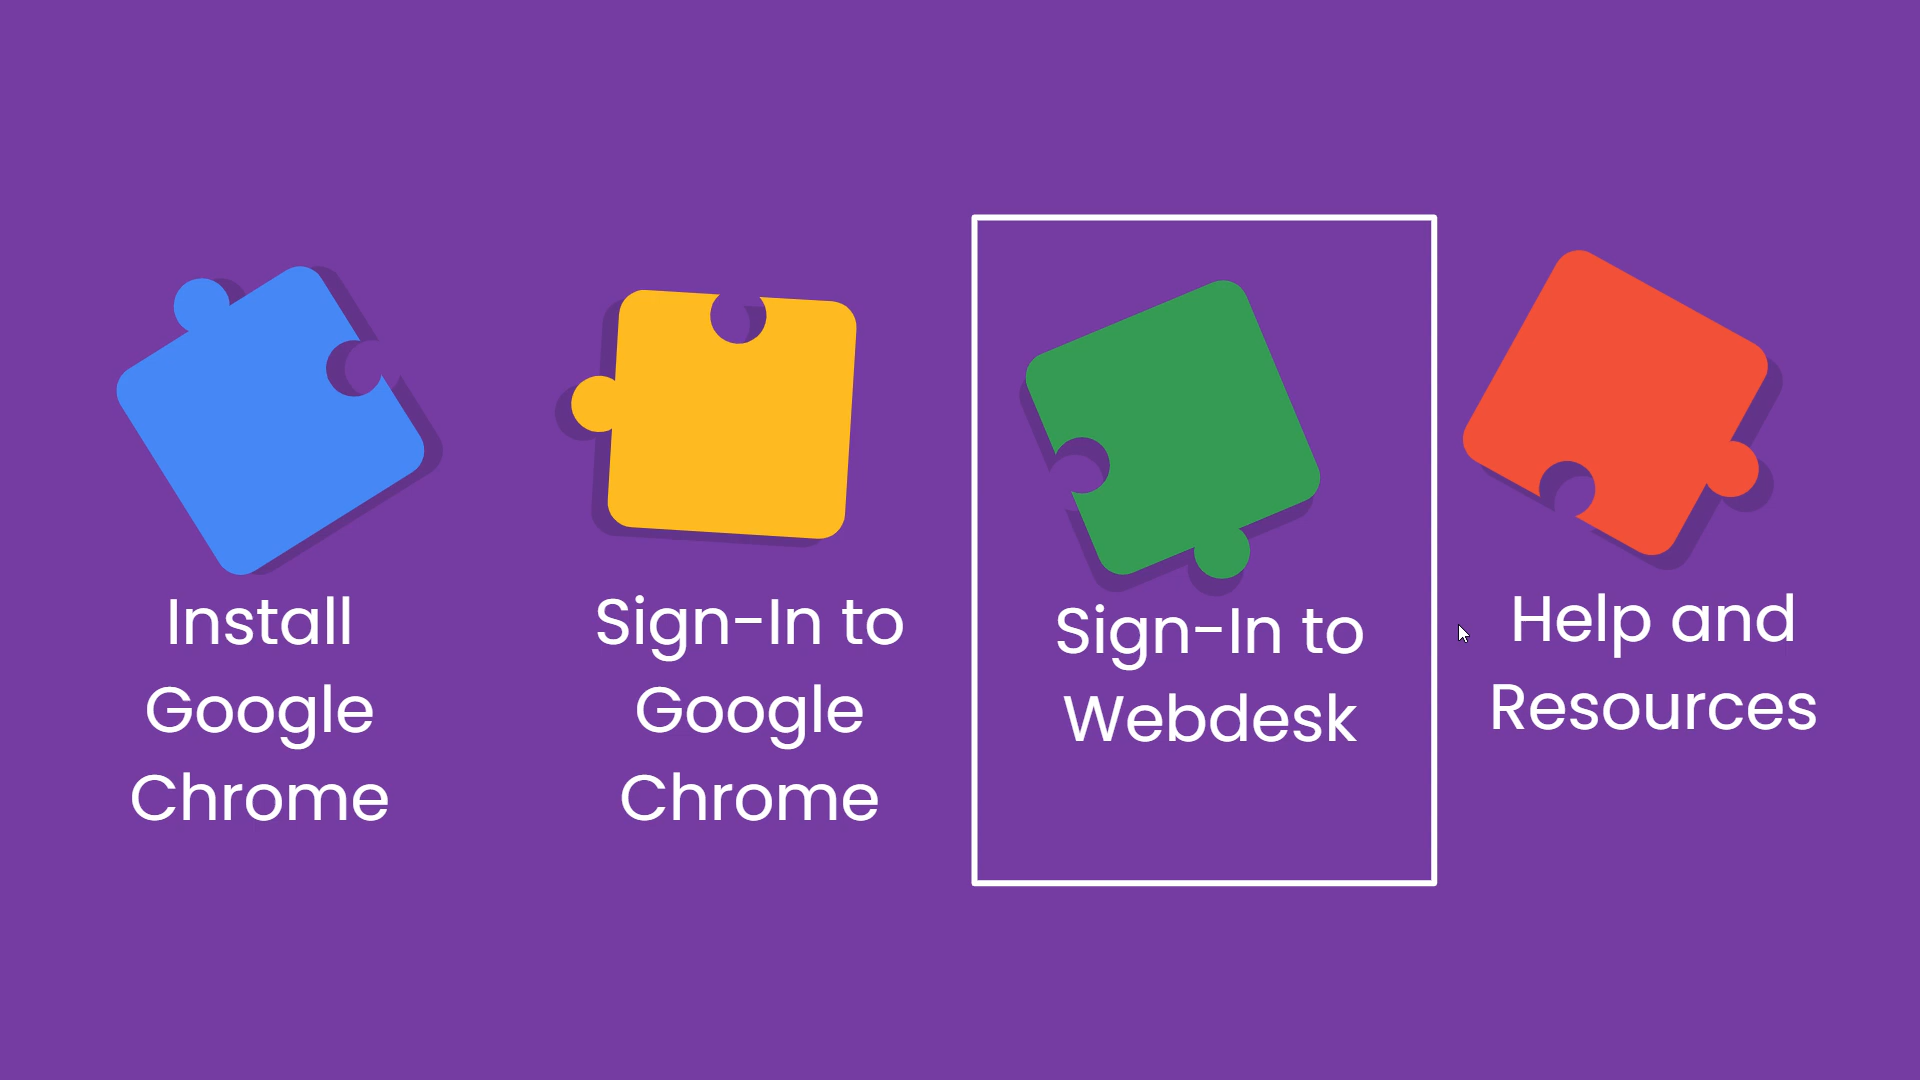 Install
Google
Chrome
Sign-In to
Google
Chrome
Sign-In to
Webdesk
Help and
Resources